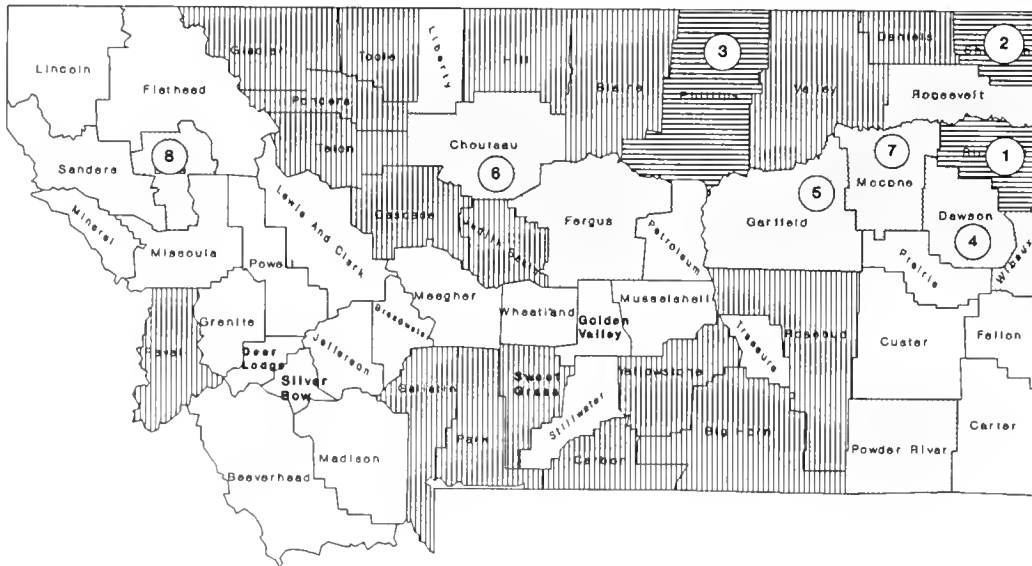 Lincoln
Flathead
Glacier
Toole
Liberty
Hill
Blaine
3
Phillips
Valley
Daniels
2
Roosevelt
Pondera
Teton
Chouteau
6
8
Sanders
Mineral
Missoula
Powell
Lewis And Clark
Cascade
Judith Basin
Fergus
Petroleum
Garfield
5
Mccone
7
1
Dawson
4
Wibaux
Prairie
Ravalli
Granite
Deer
Lodge
Silver
Bow
Jefferson
Broadwater
Meagher
Wheatland
Golden
Valley
Musselshell
Treasure
Rosebud
Custer
Fallon
Gallatin
Park
Sweet
Grass
Stillwater
Yellowstone
Carbon
Big Horn
Powder River
Carter
Beaverhead
Madison